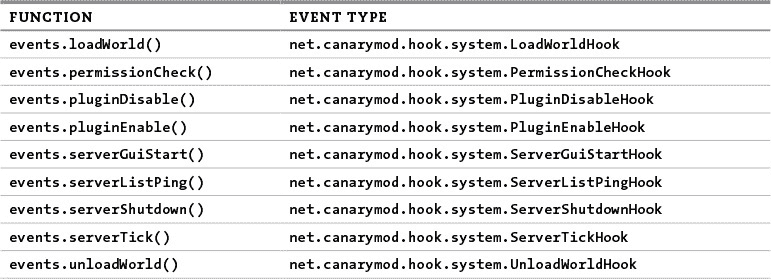 FUNCTION EVENT TYPE
events.loadWorld() net.canarymod.hook.system.LoadWorldHook
events.permissionCheck() net.canarymod.hook.system.PermissionCheckHook
events.pluginDisable() net.canarymod.hook.system.PluginDisableHook
events.pluginEnable() net.canarymod.hook.system.PluginEnableHook
events.serverGuiStart() net.canarymod.hook.system.ServerGuiStartHook
events.serverListPing() net.canarymod.hook.system.ServerListPingHook
events.serverShutdown() net.canarymod.hook.system.ServerShutdownHook
events.serverTick() net.canarymod.hook.system.ServerTickHook
events.unloadWorld() net.canarymod.hook.system.UnloadWorldHook